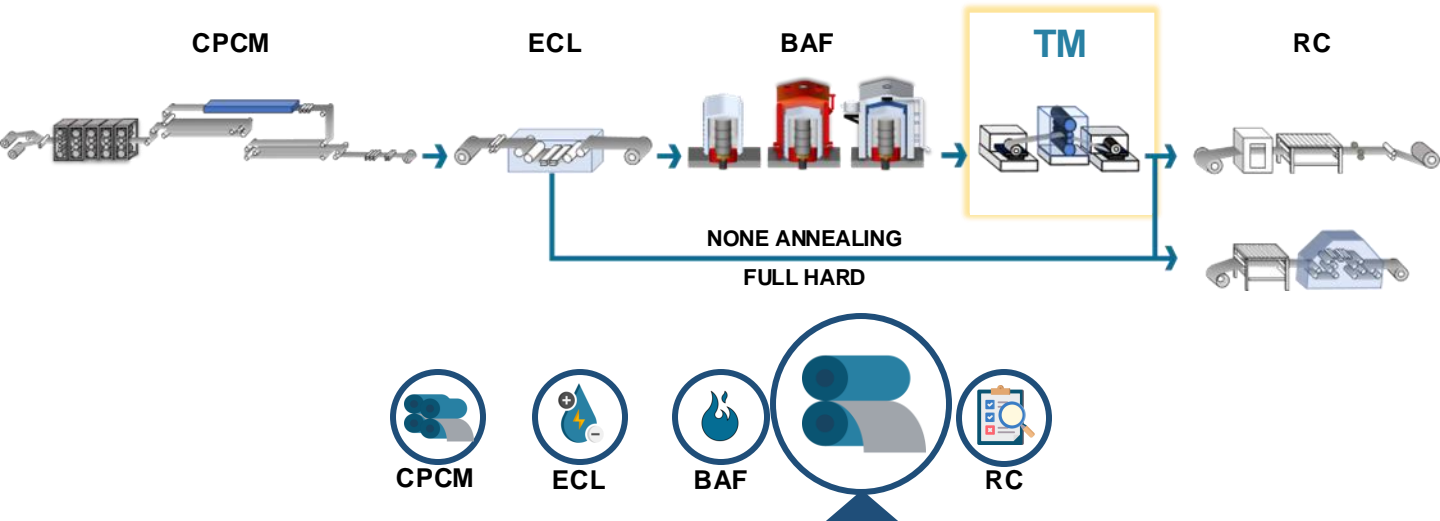 CPCM
ECL
BAF
TM
RC
NONE ANNEALING
FULL HARD
CPCM
ECL
BAF
RC